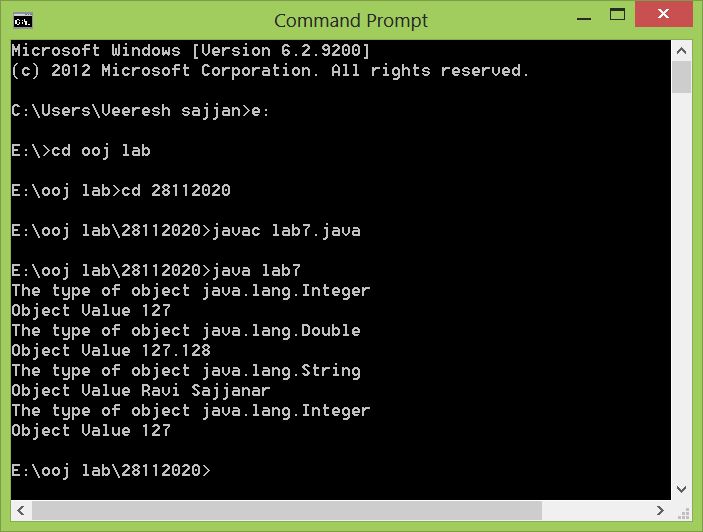 Command Prompt
Microsoft Windows [Version 6.2.9200]
(c) 2012 Microsoft Corporation. All rights reserved.
C:\Users\Veeresh sajjan>e:
E:\>cd ooj lab
E:\ooj lab>cd 28112020
E:\ooj lab\28112020>javac lab7.java
E:\ooj lab\28112020>java lab7
The type of object java.lang.Integer
Object Value 127
The type of object java.lang.Double
Object Value 127.128
The type of object java.lang.String
Object Value Ravi Sajjanar
The type of object java.lang.Integer
Object Value 127
E:\ooj lab\28112020>